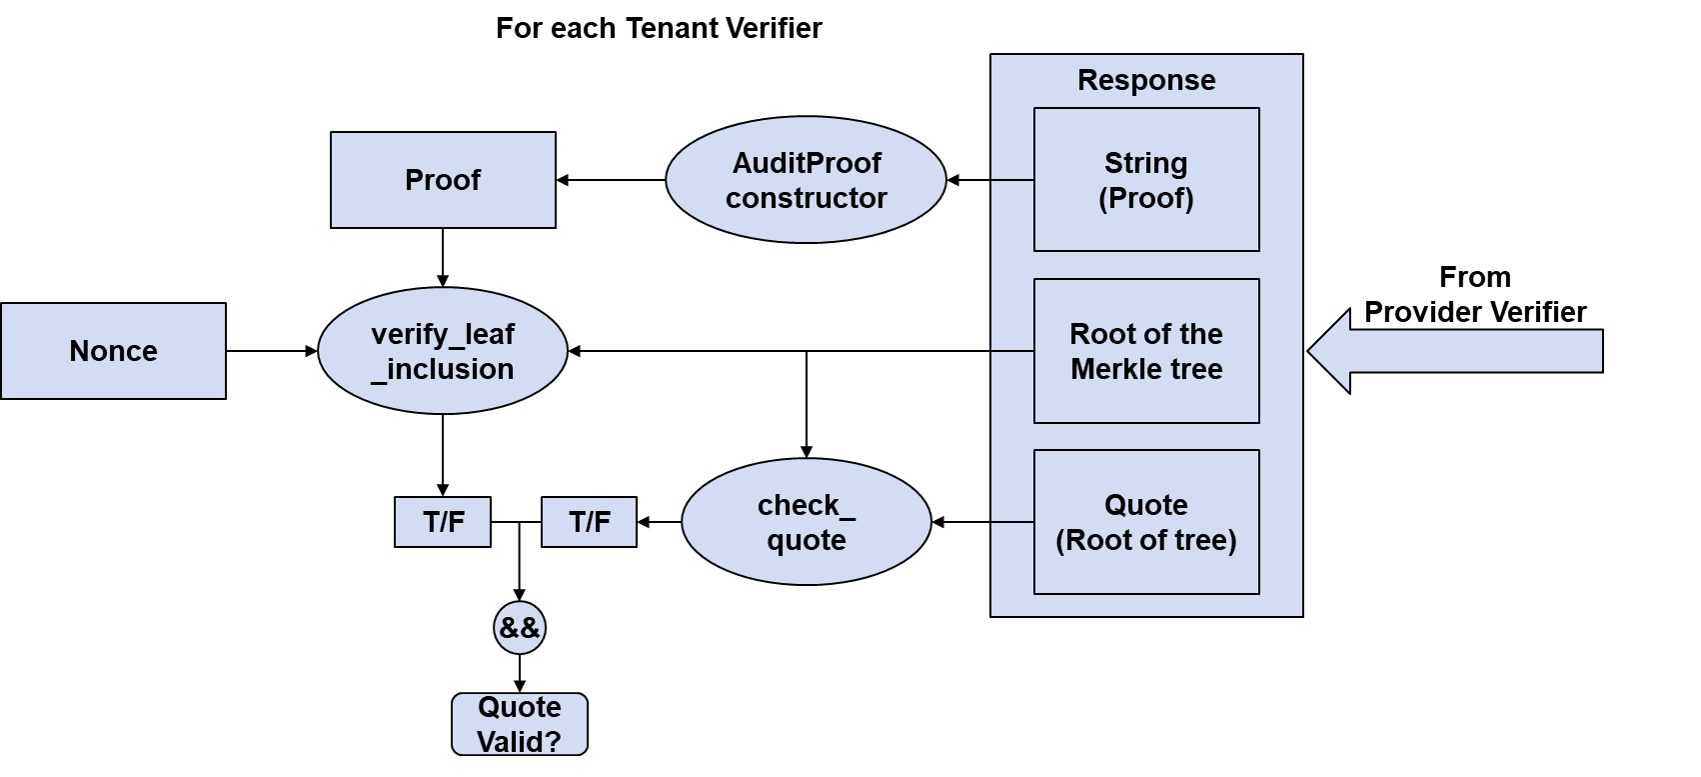 For each Tenant Verifier
Response
Proof
AuditProof
constructor
String
(Proof)
From
Provider Verifier
Nonce
verify_leaf
_inclusion
Root of the
Merkle tree
T/F
T/F
check_
quote
Quote
(Root of tree)
&&
Quote
Valid?